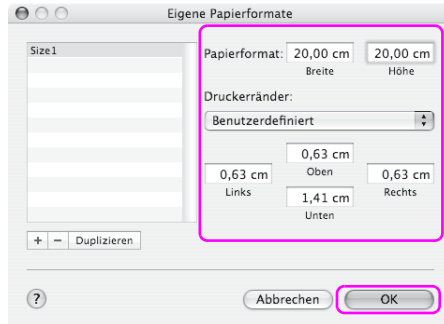 Eigene Papierformate
Size1
Papierformat: 20,00 cm 20,00 cm
Breite Höhe
Druckerränder:
Benutzerdefiniert
0,63 cm
Oben
0,63 cm 0,63 cm
Links Rechts
1,41 cm
Unten
+ − Duplizieren
? Abbrechen OK